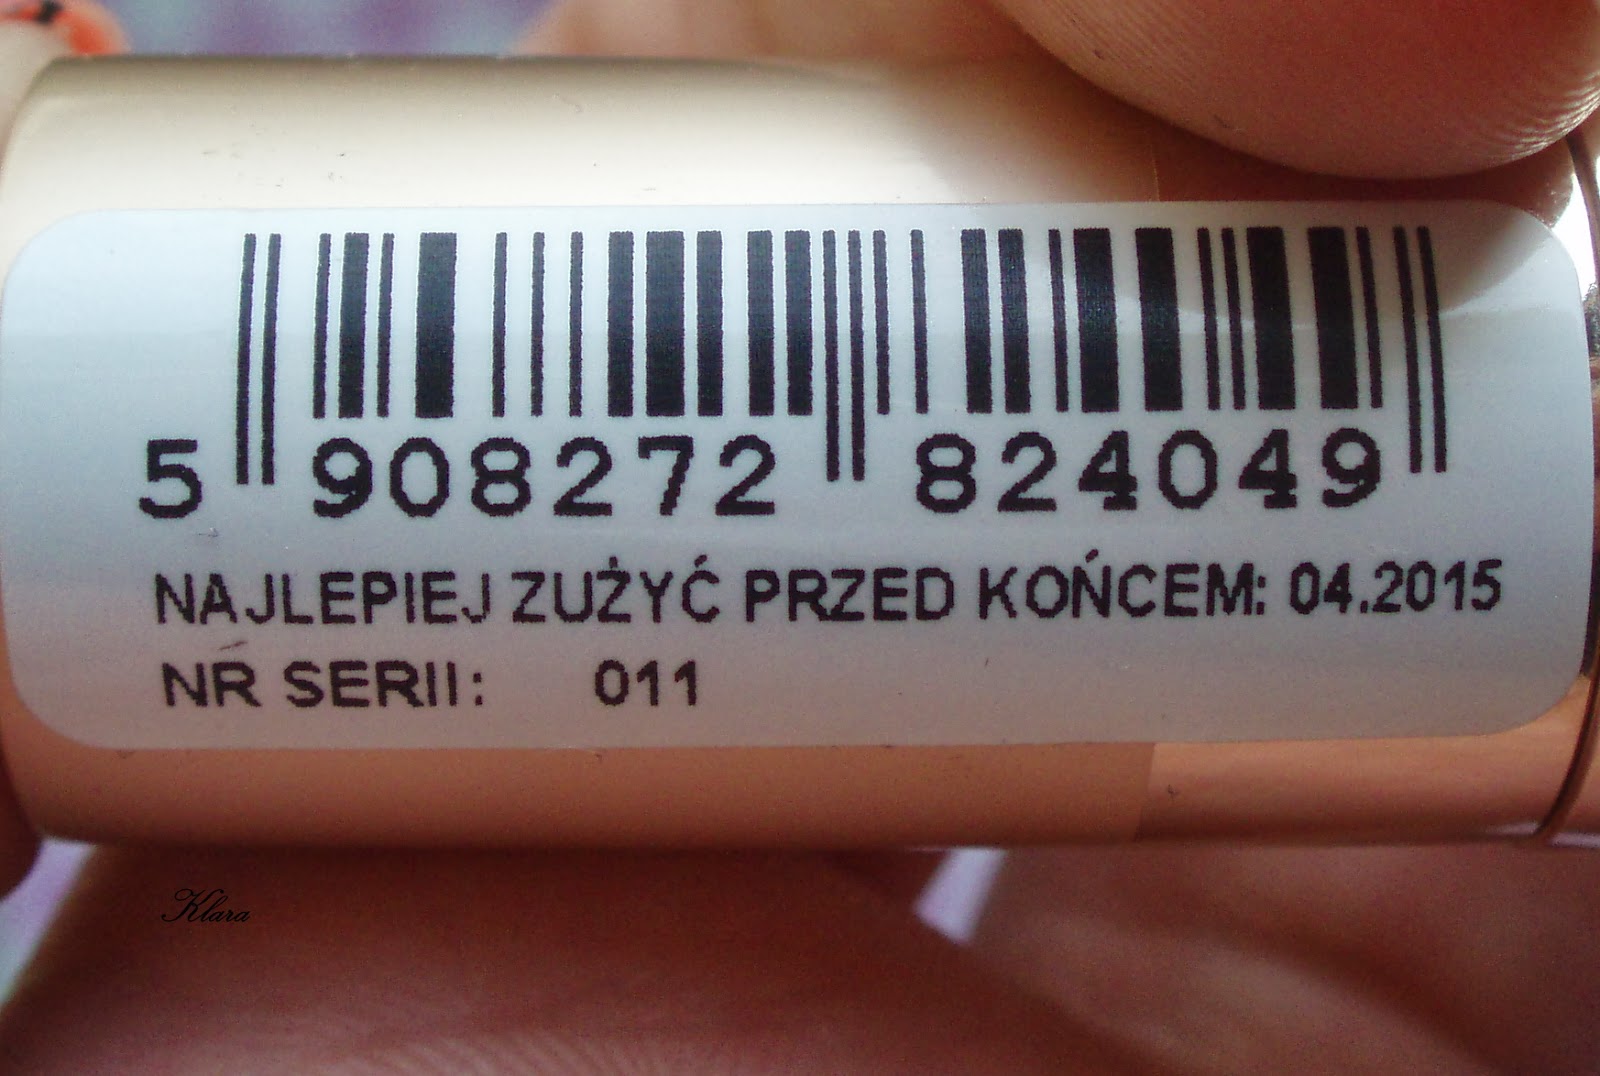 5 908272 824049
NAJLEPIEJ ZUŻYĆ PRZED KOŃCEM: 04.2015
NR SERII: 011
Klara